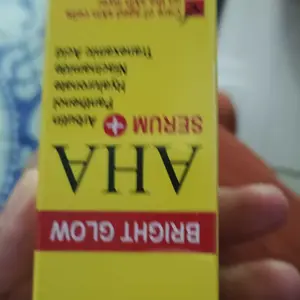 BRIGHT GLOW
AHA
SERUM + Arbutin
Panthenol
Hyaluronate
Niacinamide
Tranexamic Acid